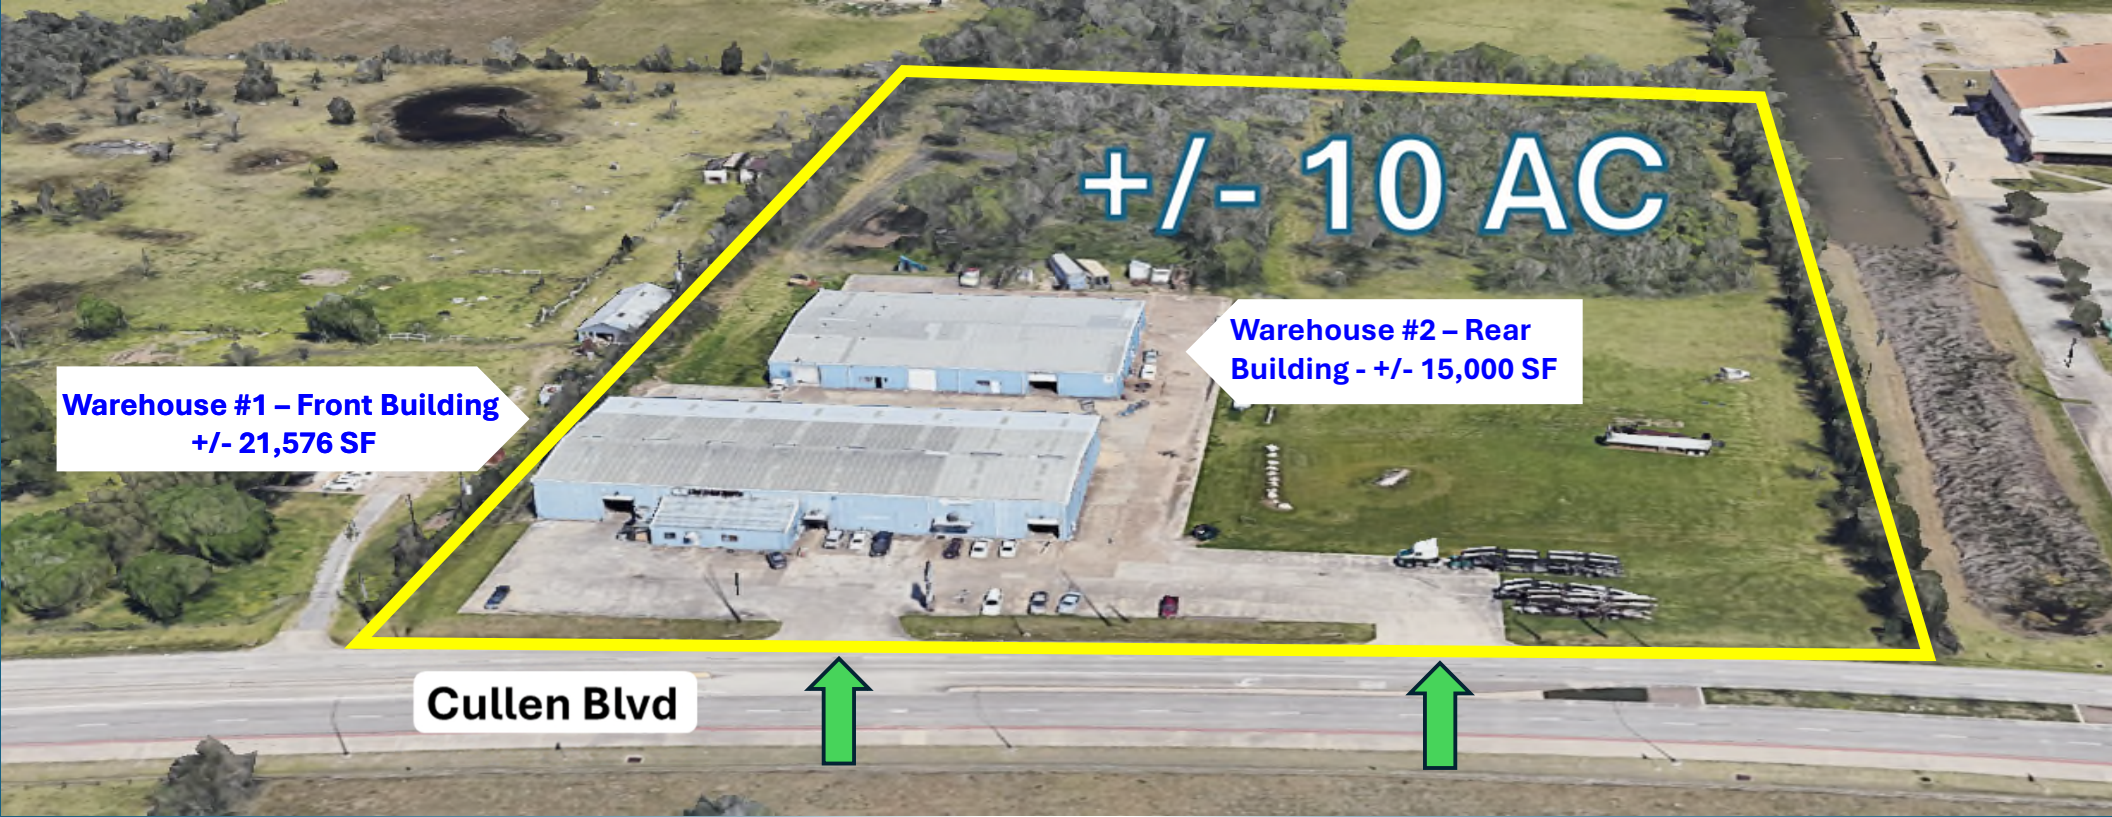 +/- 10 AC
Warehouse #2 – Rear
Building - +/- 15,000 SF
Warehouse #1 – Front Building
+/- 21,576 SF
Cullen Blvd